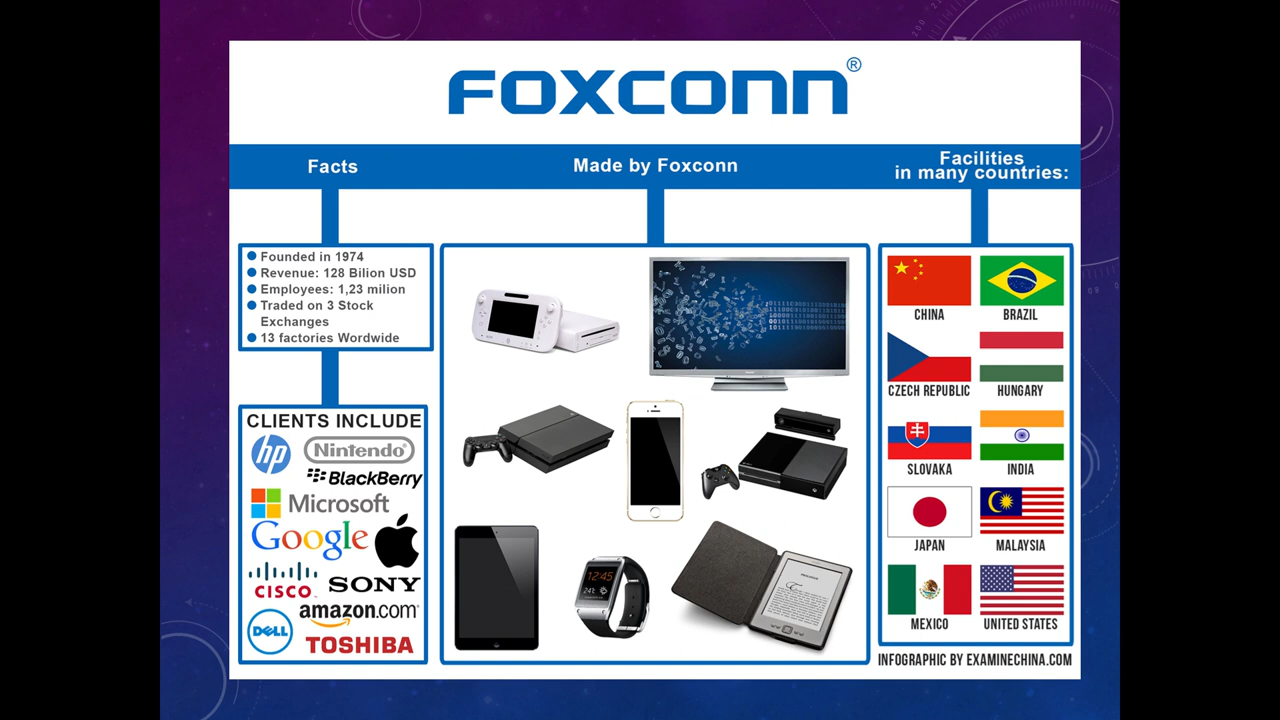 FOXCONN®
Facts
Made by Foxconn
Facilities
in many countries:
Founded in 1974
Revenue: 128 Bilion USD
Employees: 1,23 milion
Traded on 3 Stock
Exchanges
13 factories Wordwide
CLIENTS INCLUDE
hp
Nintendo®
BlackBerry
Microsoft
Google
CISCO
SONY
amazon.com
DELL
TOSHIBA
12:45
24°c
CHINA
BRAZIL
CZECH REPUBLIC
HUNGARY
SLOVAKA
INDIA
JAPAN
MALAYSIA
MEXICO
UNITED STATES
INFOGRAPHIC BY EXAMINECHINA.COM